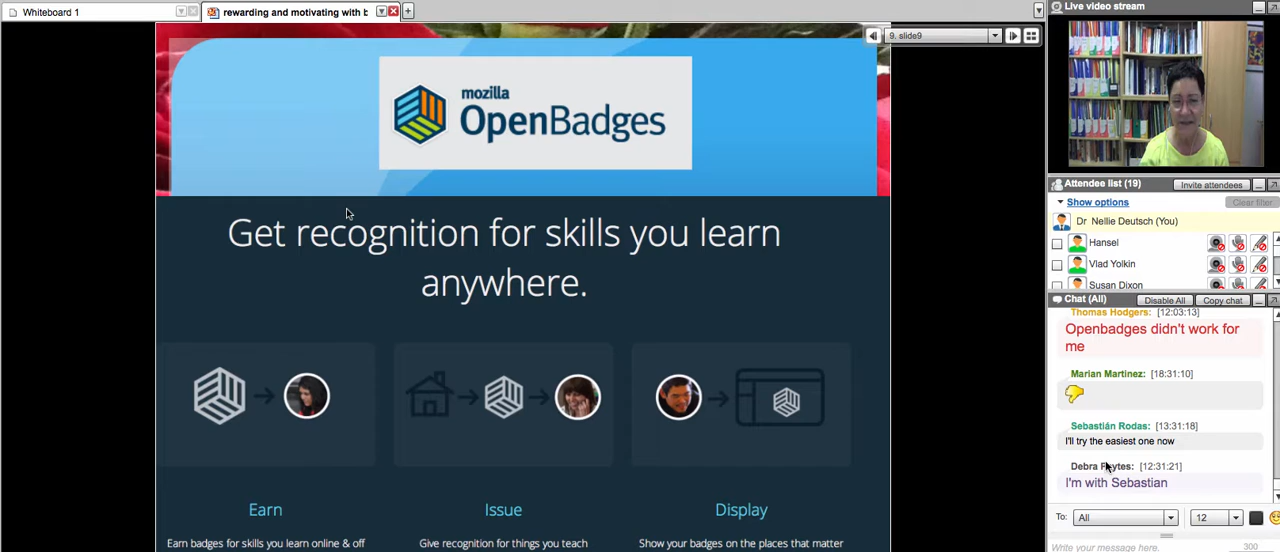 Whiteboard 1
rewarding and motivating with b
Live video stream
9. slide9
mozilla
OpenBadges
Get recognition for skills you learn
anywhere.
Earn
Issue
Display
Earn badges for skills you learn online & off
Give recognition for things you teach
Show your badges on the places that matter
Attendee list (19)
Invite attendees
Show options
Clear filter
Dr Nellie Deutsch (You)
Hansel
Vlad Yolkin
Susan Dixon
Chat (All)
Disable All
Copy chat
Thomas Hodgers: [12:03:13]
Openbadges didn't work for
me
Marian Martinez: [18:31:10]
Sebastián Rodas: [13:31:18]
I'll try the easiest one now
Debra [12:31:21]
I'm with Sebastian
To: All
12
Write your message here...
300